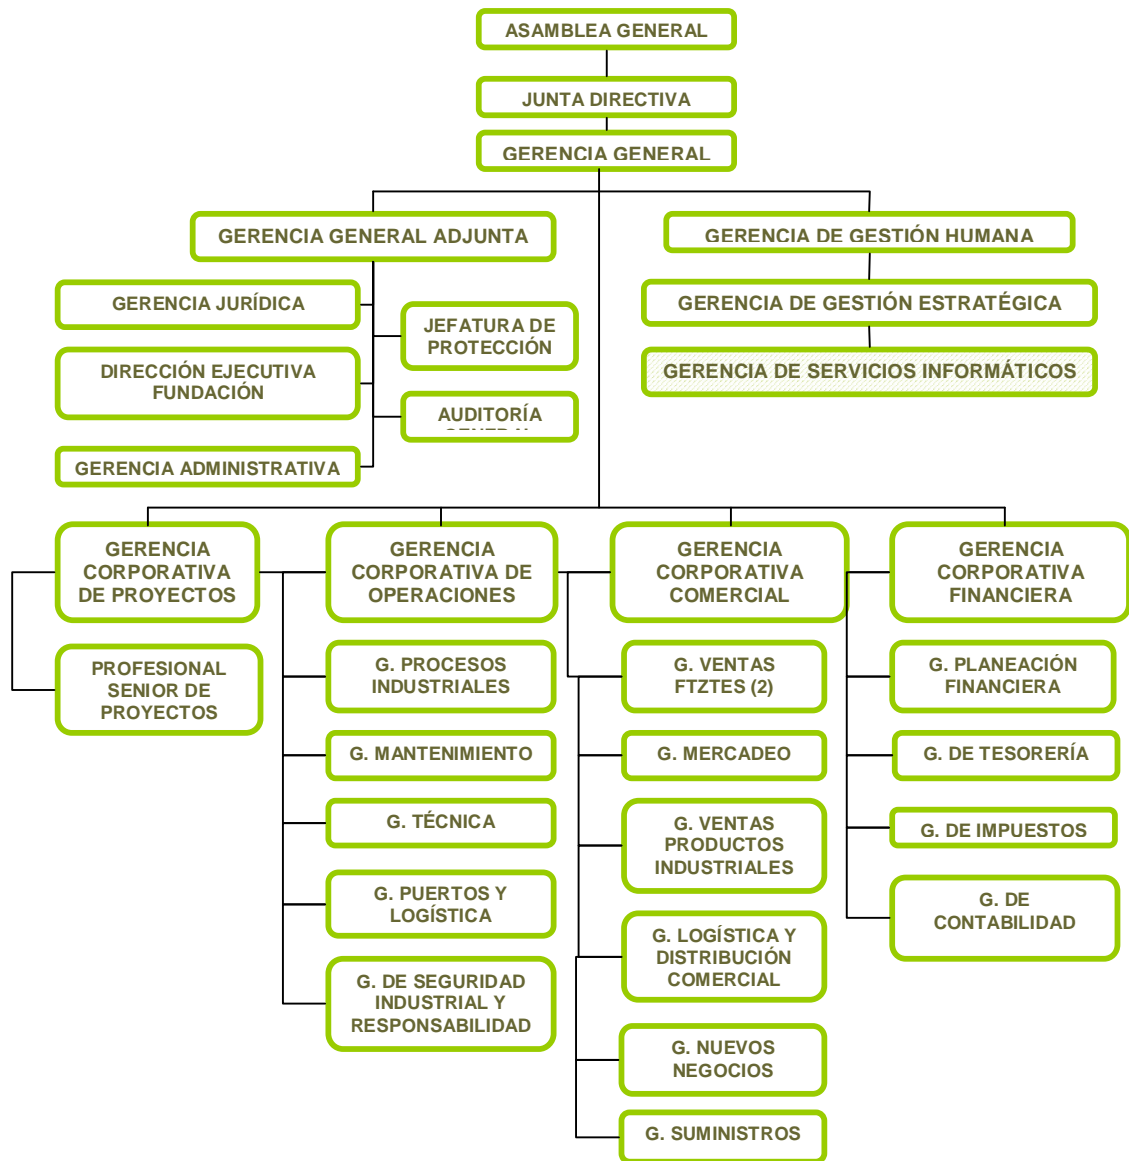 ASAMBLEA GENERAL
JUNTA DIRECTIVA
GERENCIA GENERAL
GERENCIA GENERAL ADJUNTA
GERENCIA DE GESTIÓN HUMANA
GERENCIA JURÍDICA
GERENCIA DE GESTIÓN ESTRATÉGICA
JEFATURA DE
PROTECCIÓN
DIRECCIÓN EJECUTIVA
FUNDACIÓN
GERENCIA DE SERVICIOS INFORMÁTICOS
AUDITORÍA
GENERAL
GERENCIA ADMINISTRATIVA
GERENCIA
CORPORATIVA
DE PROYECTOS
GERENCIA
CORPORATIVA DE
OPERACIONES
GERENCIA
CORPORATIVA
COMERCIAL
GERENCIA
CORPORATIVA
FINANCIERA
PROFESIONAL
SENIOR DE
PROYECTOS
G. PROCESOS
INDUSTRIALES
G. MANTENIMIENTO
G. TÉCNICA
G. PUERTOS Y
LOGÍSTICA
G. DE SEGURIDAD
INDUSTRIAL Y
RESPONSABILIDAD
G. VENTAS
FTZTES (2)
G. MERCADEO
G. VENTAS
PRODUCTOS
INDUSTRIALES
G. LOGÍSTICA Y
DISTRIBUCIÓN
COMERCIAL
G. NUEVOS
NEGOCIOS
G. SUMINISTROS
G. PLANEACIÓN
FINANCIERA
G. DE TESORERÍA
G. DE IMPUESTOS
G. DE
CONTABILIDAD